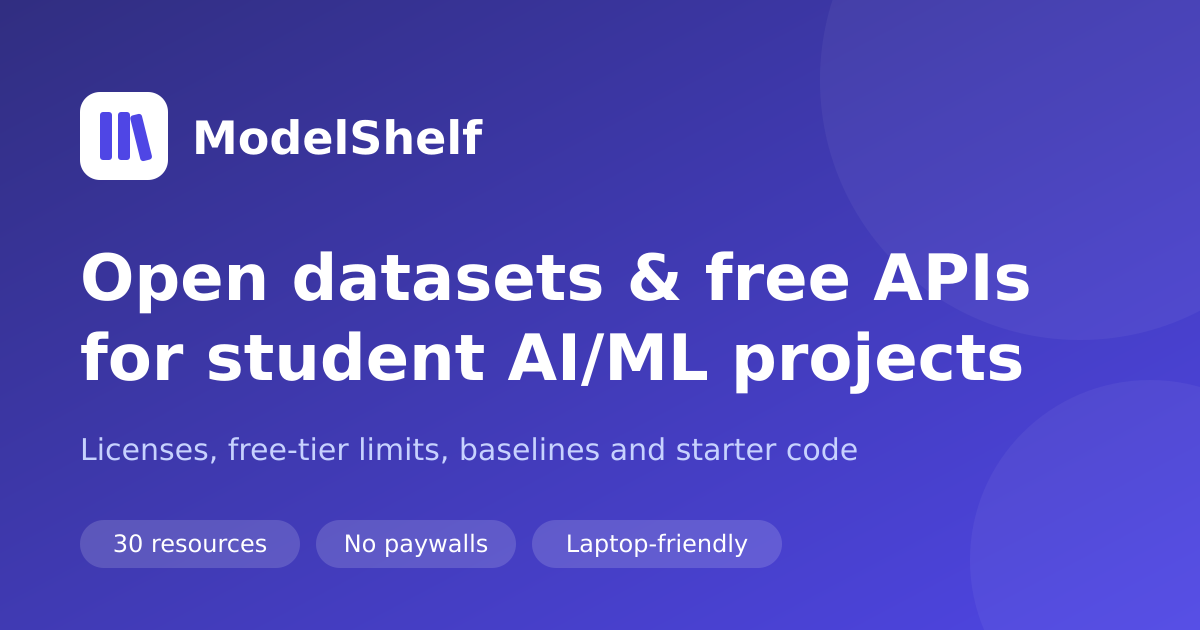 ModelShelf
Open datasets & free APIs
for student AI/ML projects
Licenses, free-tier limits, baselines and starter code
30 resources
No paywalls
Laptop-friendly